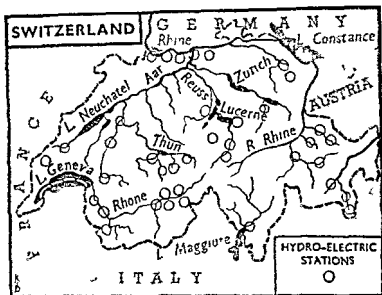 SWITZERLAND
GERMANY
Rhine
L Constance
Zurich
Aar
Reuss
AUSTRIA
L Neuchatel
Lucerne
FRANCE
Thun
R Rhine
L Geneva
Rhone
L Maggiore
ITALY
HYDRO-ELECTRIC
STATIONS